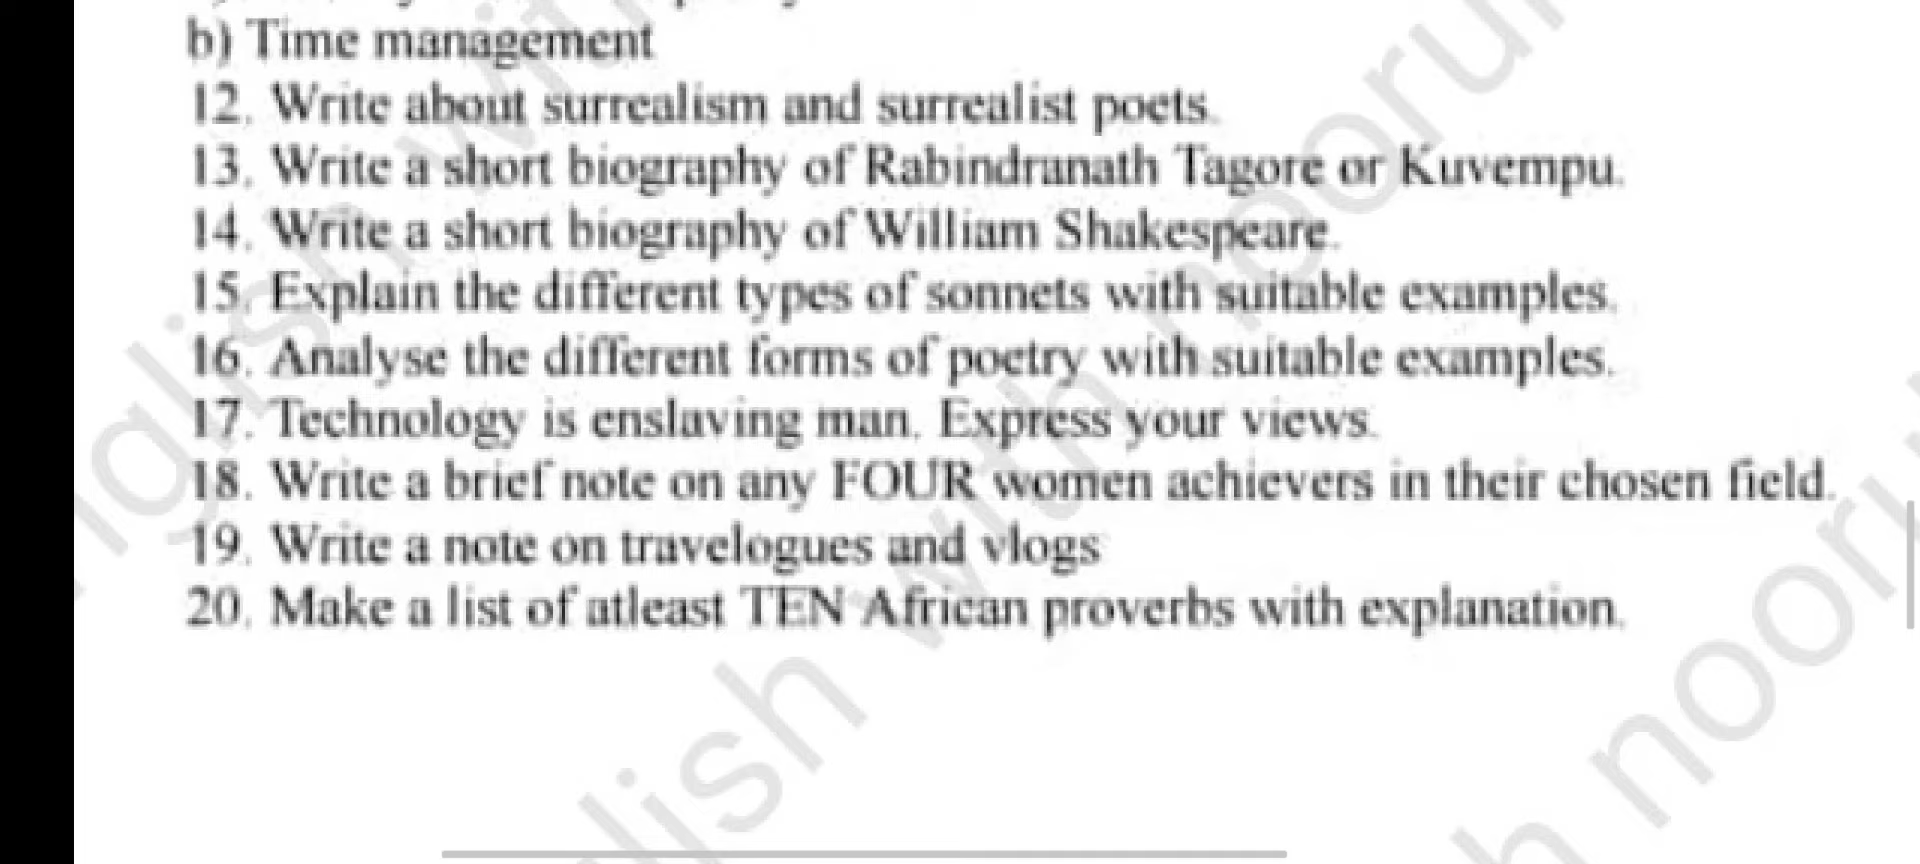 b) Time management
12. Write about surrealism and surrealist poets.
13. Write a short biography of Rabindranath Tagore or Kuvempu.
14. Write a short biography of William Shakespeare.
15. Explain the different types of sonnets with suitable examples.
16. Analyse the different forms of poetry with suitable examples.
17. Technology is enslaving man. Express your views.
18. Write a brief note on any FOUR women achievers in their chosen field.
19. Write a note on travelogues and vlogs
20. Make a list of atleast TEN African proverbs with explanation.